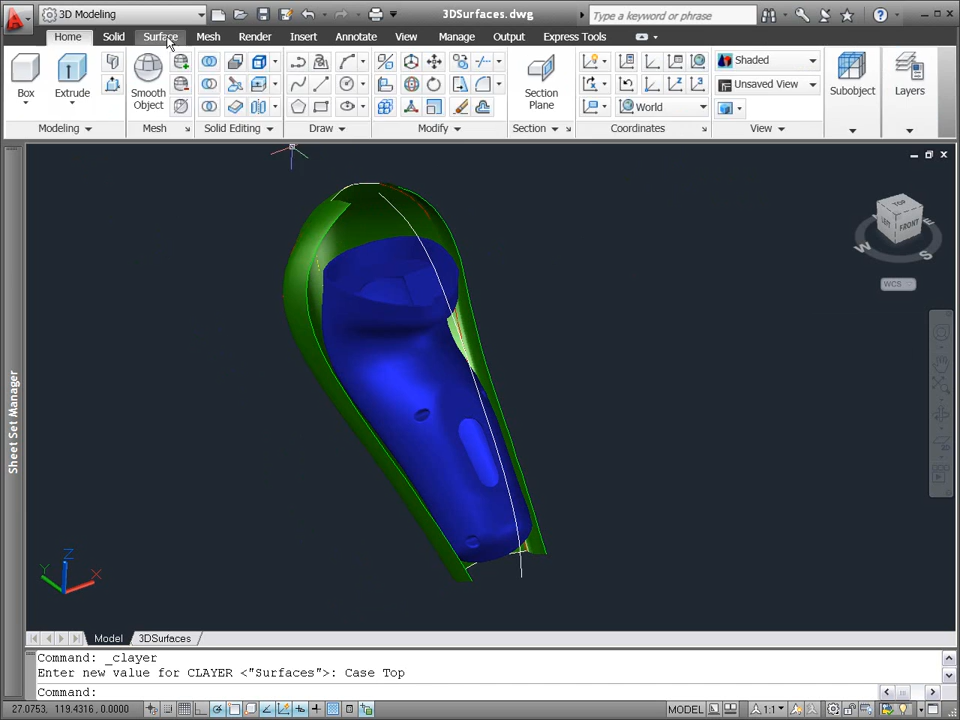 3D Modeling
3DSurfaces.dwg
Type a keyword or phrase
Home Solid Surface Mesh Render Insert Annotate View Manage Output Express Tools
Box
Extrude
Smooth Object
Section Plane
Shaded
Unsaved View
World
Subobject
Layers
Modeling Mesh Solid Editing Draw Modify Section Coordinates View
TOP
LEFT FRONT
W S E
WCS
Sheet Set Manager
Z
Y X
Model 3DSurfaces
Command: _clayer
Enter new value for CLAYER <"Surfaces">: Case Top
Command:
27.0753, 119.4316, 0.0000
MODEL
1:1